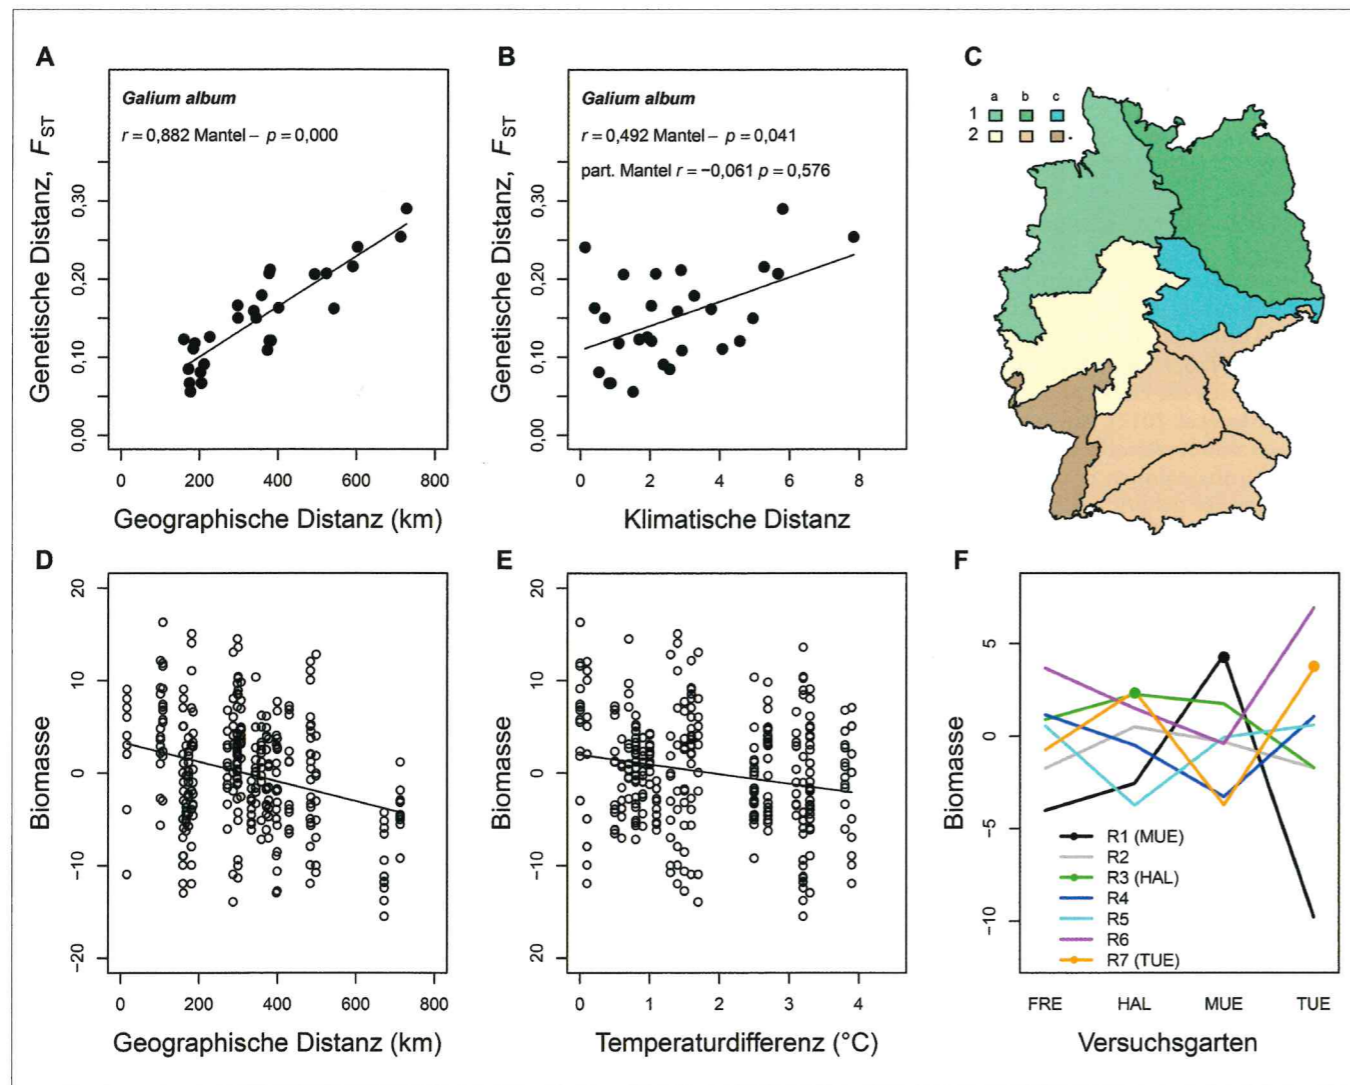 A
Galium album
r = 0,882 Mantel – p = 0,000
Genetische Distanz, FST
0,00
0,10
0,20
0,30
0 200 400 600 800
Geographische Distanz (km)
B
Galium album
r = 0,492 Mantel – p = 0,041
part. Mantel r = −0,061 p = 0,576
Genetische Distanz, FST
0,00
0,10
0,20
0,30
0 2 4 6 8
Klimatische Distanz
C
a b c
1
2
D
Biomasse
20
10
0
−10
−20
0 200 400 600 800
Geographische Distanz (km)
E
Biomasse
20
10
0
−10
20
0 1 2 3 4
Temperaturdifferenz (°C)
F
Biomasse
5
0
−5
−10
R1 (MUE)
R2
R3 (HAL)
R4
R5
R6
R7 (TUE)
FRE HAL MUE TUE
Versuchsgarten